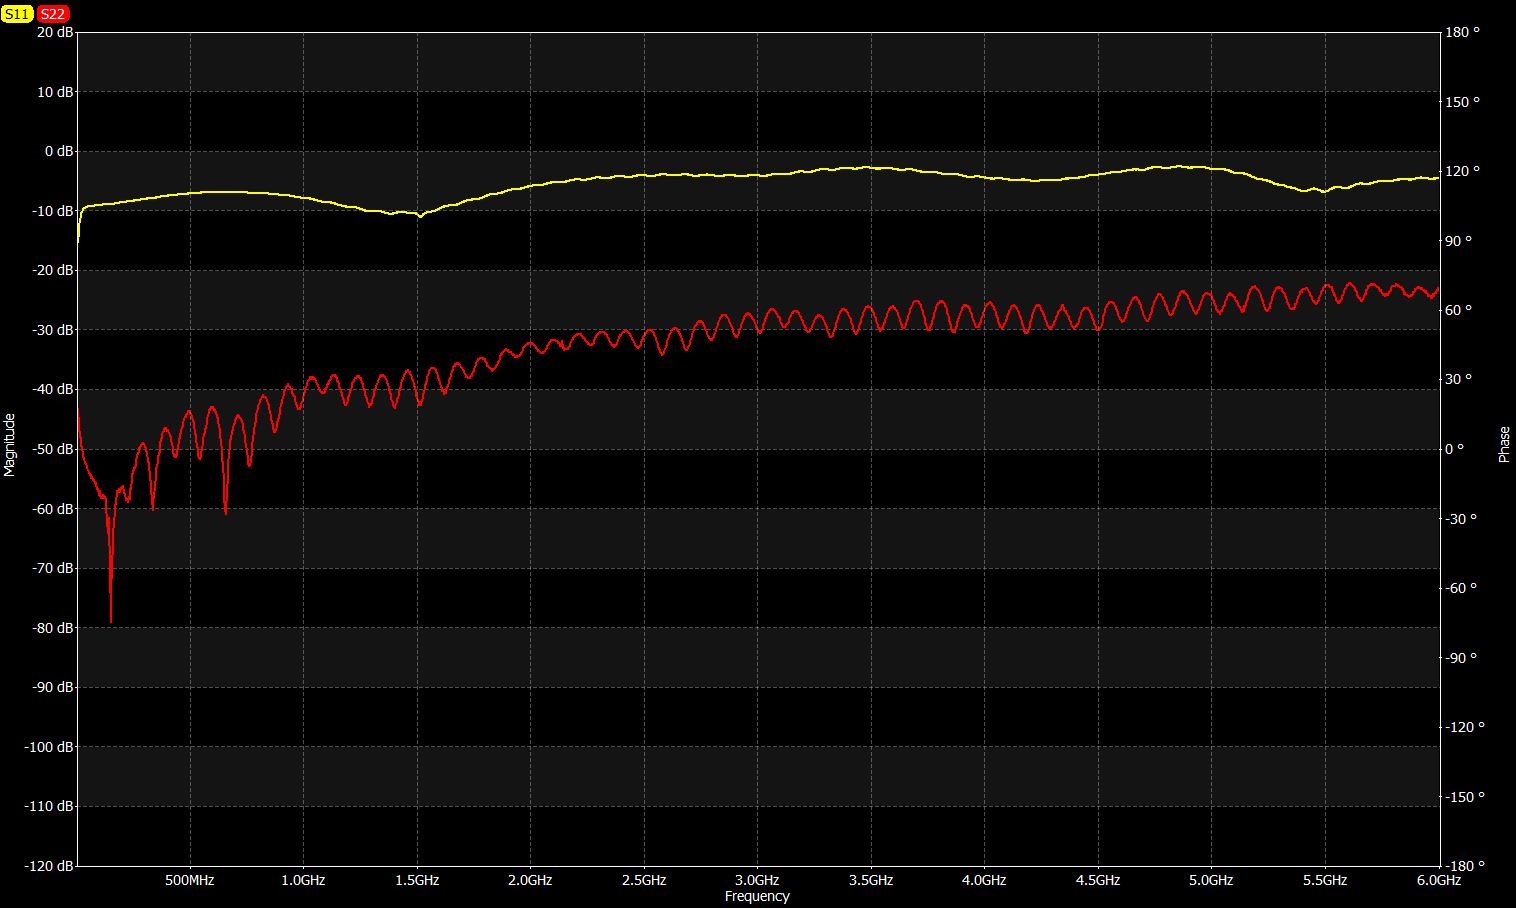 S11 S22
20 dB
10 dB
0 dB
-10 dB
-20 dB
-30 dB
-40 dB
-50 dB
-60 dB
-70 dB
-80 dB
-90 dB
-100 dB
-110 dB
-120 dB
Magnitude
180 °
150 °
120 °
90 °
60 °
30 °
0 °
-30 °
-60 °
-90 °
-120 °
-150 °
-180 °
Phase
500MHz 1.0GHz 1.5GHz 2.0GHz 2.5GHz 3.0GHz 3.5GHz 4.0GHz 4.5GHz 5.0GHz 5.5GHz 6.0GHz
Frequency